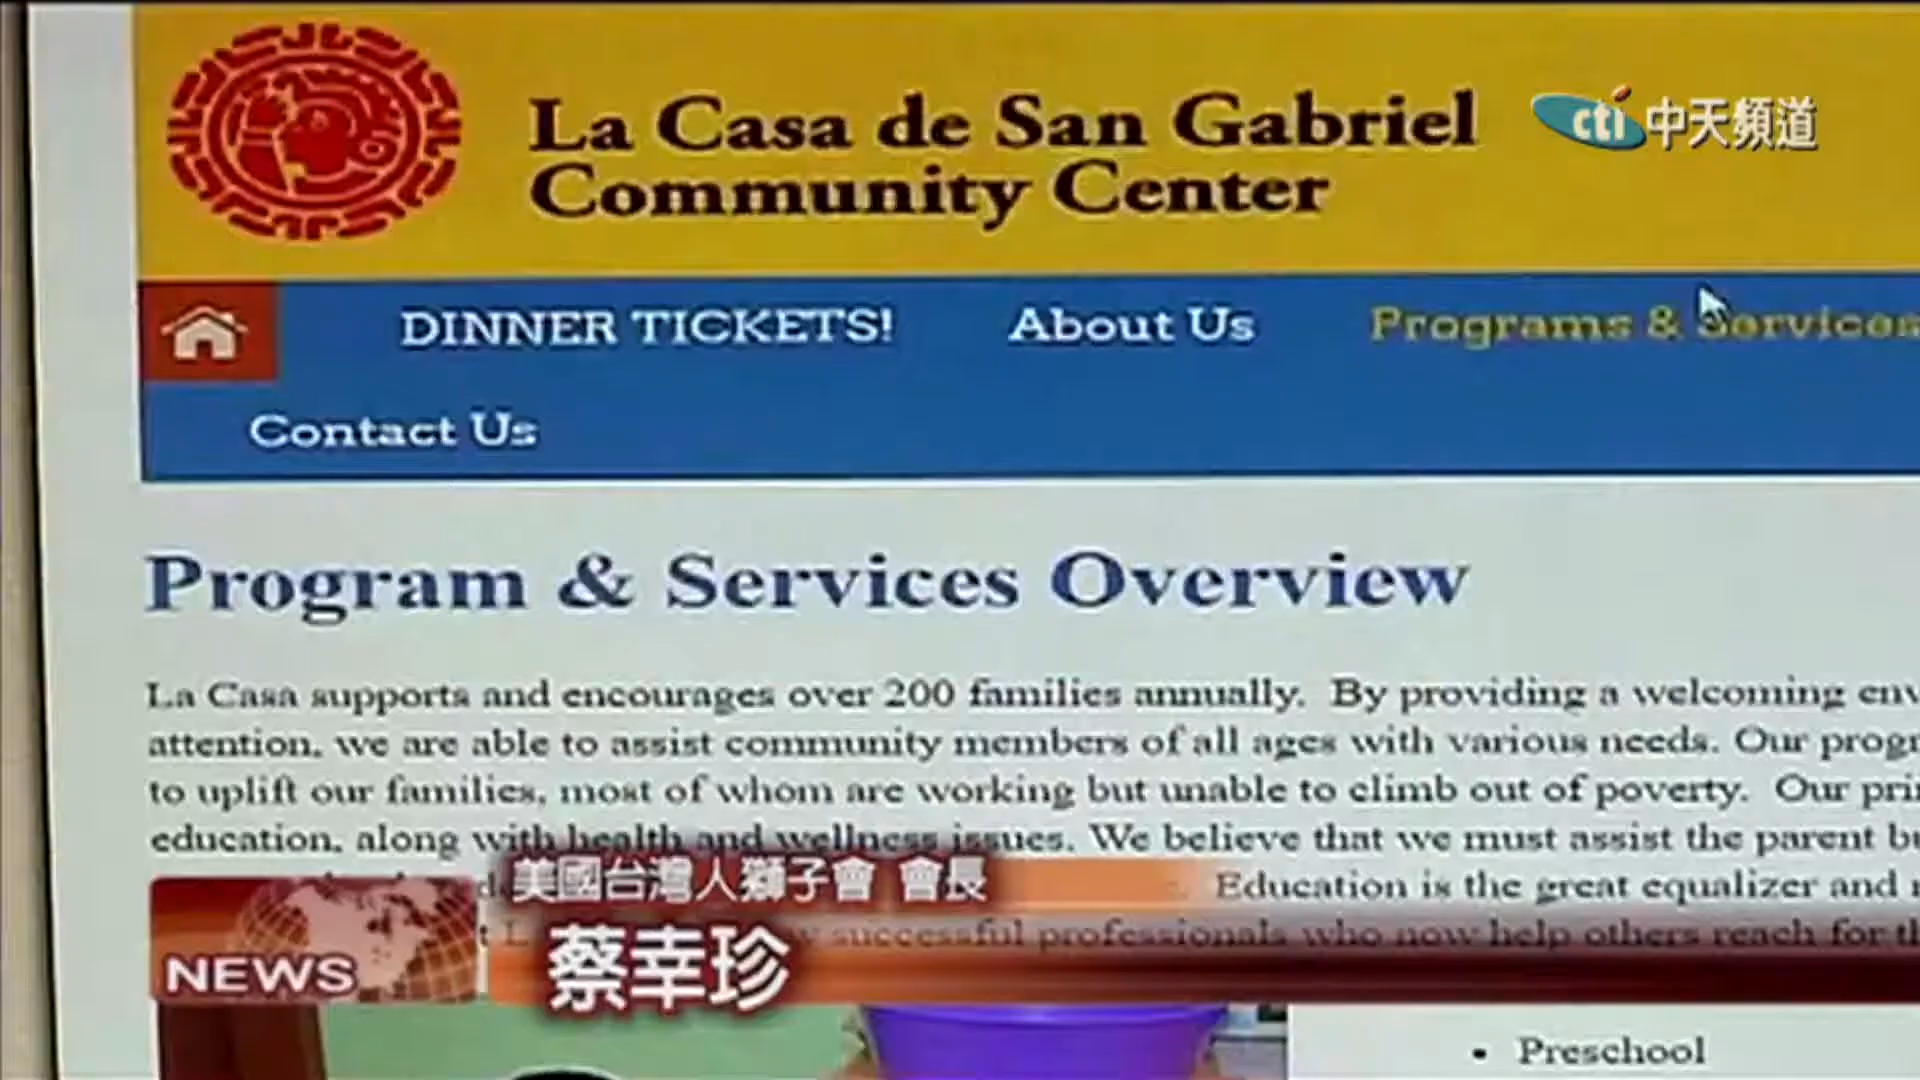 La Casa de San Gabriel
Community Center
cti 中天頻道
DINNER TICKETS!
About Us
Programs & Services
Contact Us
Program & Services Overview
La Casa supports and encourages over 200 families annually. By providing a welcoming
attention, we are able to assist community members of all ages with various needs. Our
to uplift our families, most of whom are working but unable to climb out of poverty. Our
education, along with health and wellness issues. We believe that we must assist the parent
美國台灣人獅子會 會長
Education is the great equalizer and
successful professionals who now help others reach for
NEWS
蔡幸珍
• Preschool